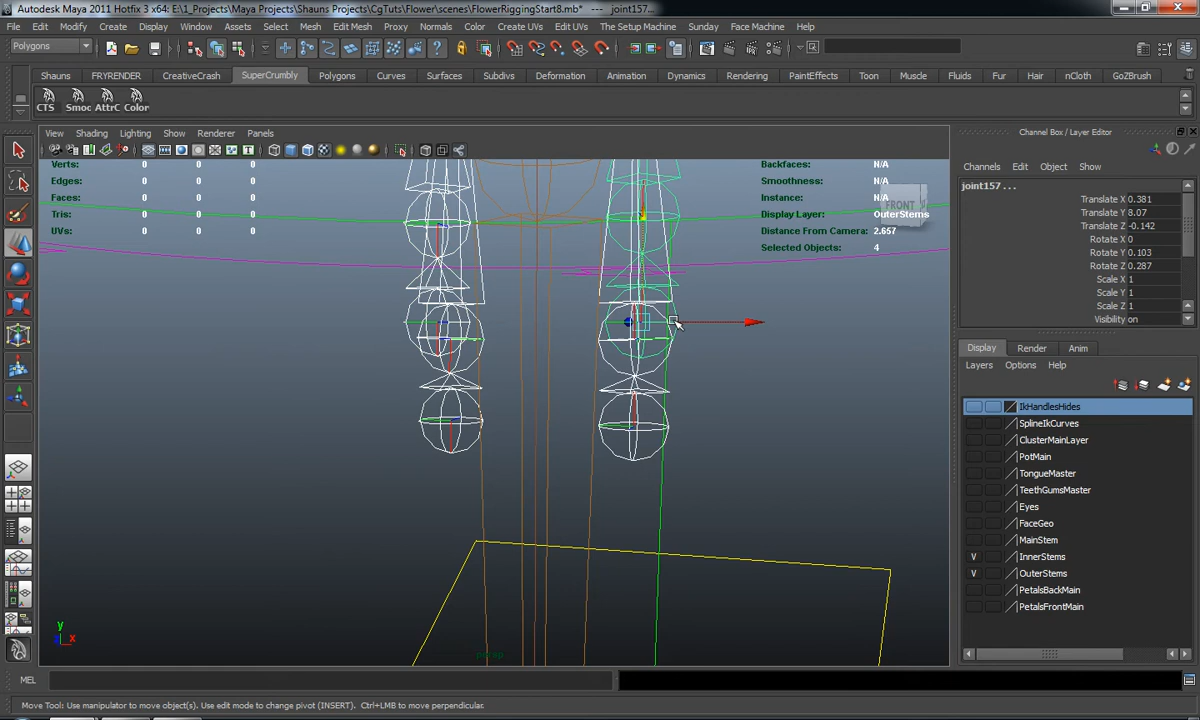 Autodesk Maya 2011 Hotfix 3 x64: E:\1_Projects\Maya Projects\Shauns Projects\CgTuts\Flower\scenes\FlowerRiggingStart8.mb* --- joint157...
File Edit Modify Create Display Window Assets Select Mesh Edit Mesh Proxy Normals Color Create UVs Edit UVs The Setup Machine Sunday Face Machine Help
Polygons
Shauns FRYRENDER CreativeCrash SuperCrumbly Polygons Curves Surfaces Subdivs Deformation Animation Dynamics Rendering PaintEffects Toon Muscle Fluids Fur Hair nCloth GoZBrush
CTS Smoc AttrC Color
View Shading Lighting Show Renderer Panels
Channel Box / Layer Editor
Channels Edit Object Show
Verts: 0 0 0
Edges: 0 0 0
Faces: 0 0 0
Tris: 0 0 0
UVs: 0 0 0
Backfaces: N/A
Smoothness: N/A
Instance: N/A
Display Layer: OuterStems
Distance From Camera: 2.657
Selected Objects: 4
FRONT
joint157...
Translate X 0.381
Translate Y 8.07
Translate Z -0.142
Rotate X 0
Rotate Y 0.103
Rotate Z 0.287
Scale X 1
Scale Y 1
Scale Z 1
Visibility on
Display Render Anim
Layers Options Help
IkHandlesHides
SplineIkCurves
ClusterMainLayer
PotMain
TongueMaster
TeethGumsMaster
Eyes
FaceGeo
MainStem
V InnerStems
V OuterStems
PetalsBackMain
PetalsFrontMain
y
z x
persp
MEL
Move Tool: Use manipulator to move object(s). Use edit mode to change pivot (INSERT). Ctrl+LMB to move perpendicular.